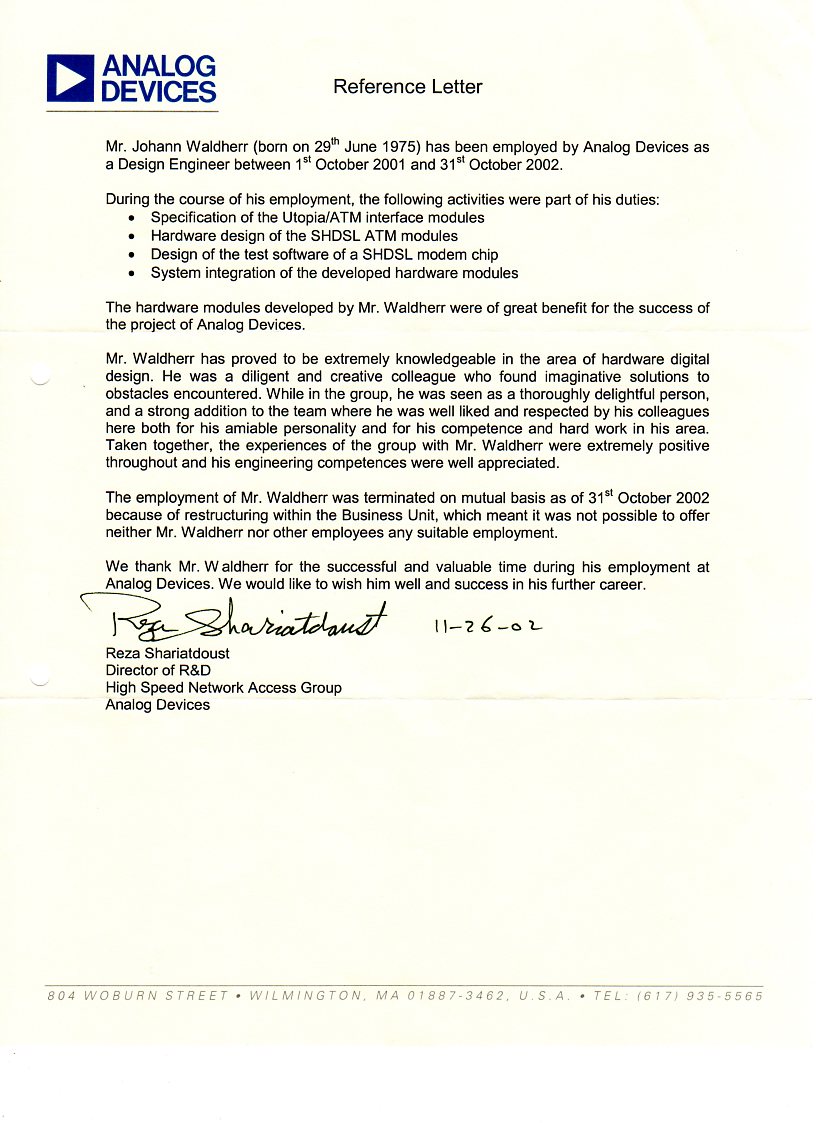 ANALOG
DEVICES
Reference Letter
Mr. Johann Waldherr (born on 29th June 1975) has been employed by Analog Devices as
a Design Engineer between 1st October 2001 and 31st October 2002.
During the course of his employment, the following activities were part of his duties:
• Specification of the Utopia/ATM interface modules
• Hardware design of the SHDSL ATM modules
• Design of the test software of a SHDSL modem chip
• System integration of the developed hardware modules
The hardware modules developed by Mr. Waldherr were of great benefit for the success of
the project of Analog Devices.
Mr. Waldherr has proved to be extremely knowledgeable in the area of hardware digital
design. He was a diligent and creative colleague who found imaginative solutions to
obstacles encountered. While in the group, he was seen as a thoroughly delightful person,
and a strong addition to the team where he was well liked and respected by his colleagues
here both for his amiable personality and for his competence and hard work in his area.
Taken together, the experiences of the group with Mr. Waldherr were extremely positive
throughout and his engineering competences were well appreciated.
The employment of Mr. Waldherr was terminated on mutual basis as of 31st October 2002
because of restructuring within the Business Unit, which meant it was not possible to offer
neither Mr. Waldherr nor other employees any suitable employment.
We thank Mr. Waldherr for the successful and valuable time during his employment at
Analog Devices. We would like to wish him well and success in his further career.
Reza Shariatdoust 11-26-02
Reza Shariatdoust
Director of R&D
High Speed Network Access Group
Analog Devices
804 WOBURN STREET • WILMINGTON, MA 01887-3462, U.S.A. • TEL: (617) 935-5565